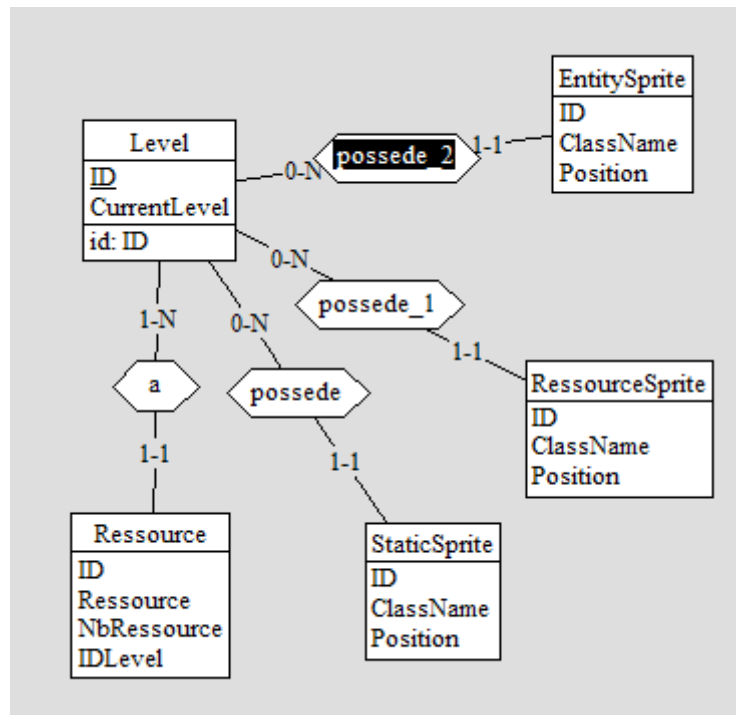 EntitySprite
ID
ClassName
Position
Level
ID
CurrentLevel
id: ID
0-N
possede_2
1-1
0-N
possede_1
1-1
RessourceSprite
ID
ClassName
Position
1-N
a
1-1
0-N
possede
1-1
Ressource
ID
Ressource
NbRessource
IDLevel
StaticSprite
ID
ClassName
Position